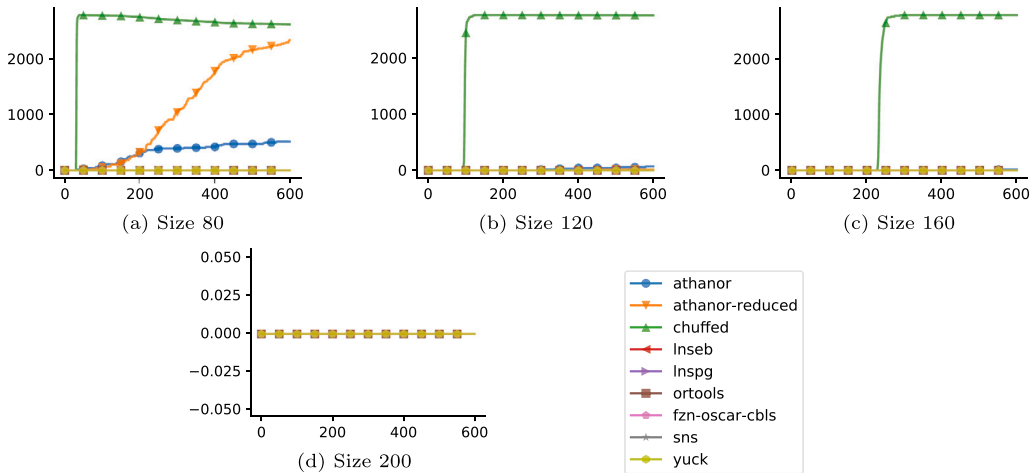 2000
1000
0
0 200 400 600
(a) Size 80
2000
1000
0
0 200 400 600
(b) Size 120
2000
1000
0
0 200 400 600
(c) Size 160
0.050
0.025
0.000
−0.025
−0.050
0 200 400 600
(d) Size 200
athanor
athanor-reduced
chuffed
lnseb
lnspg
ortools
fzn-oscar-cbls
sns
yuck